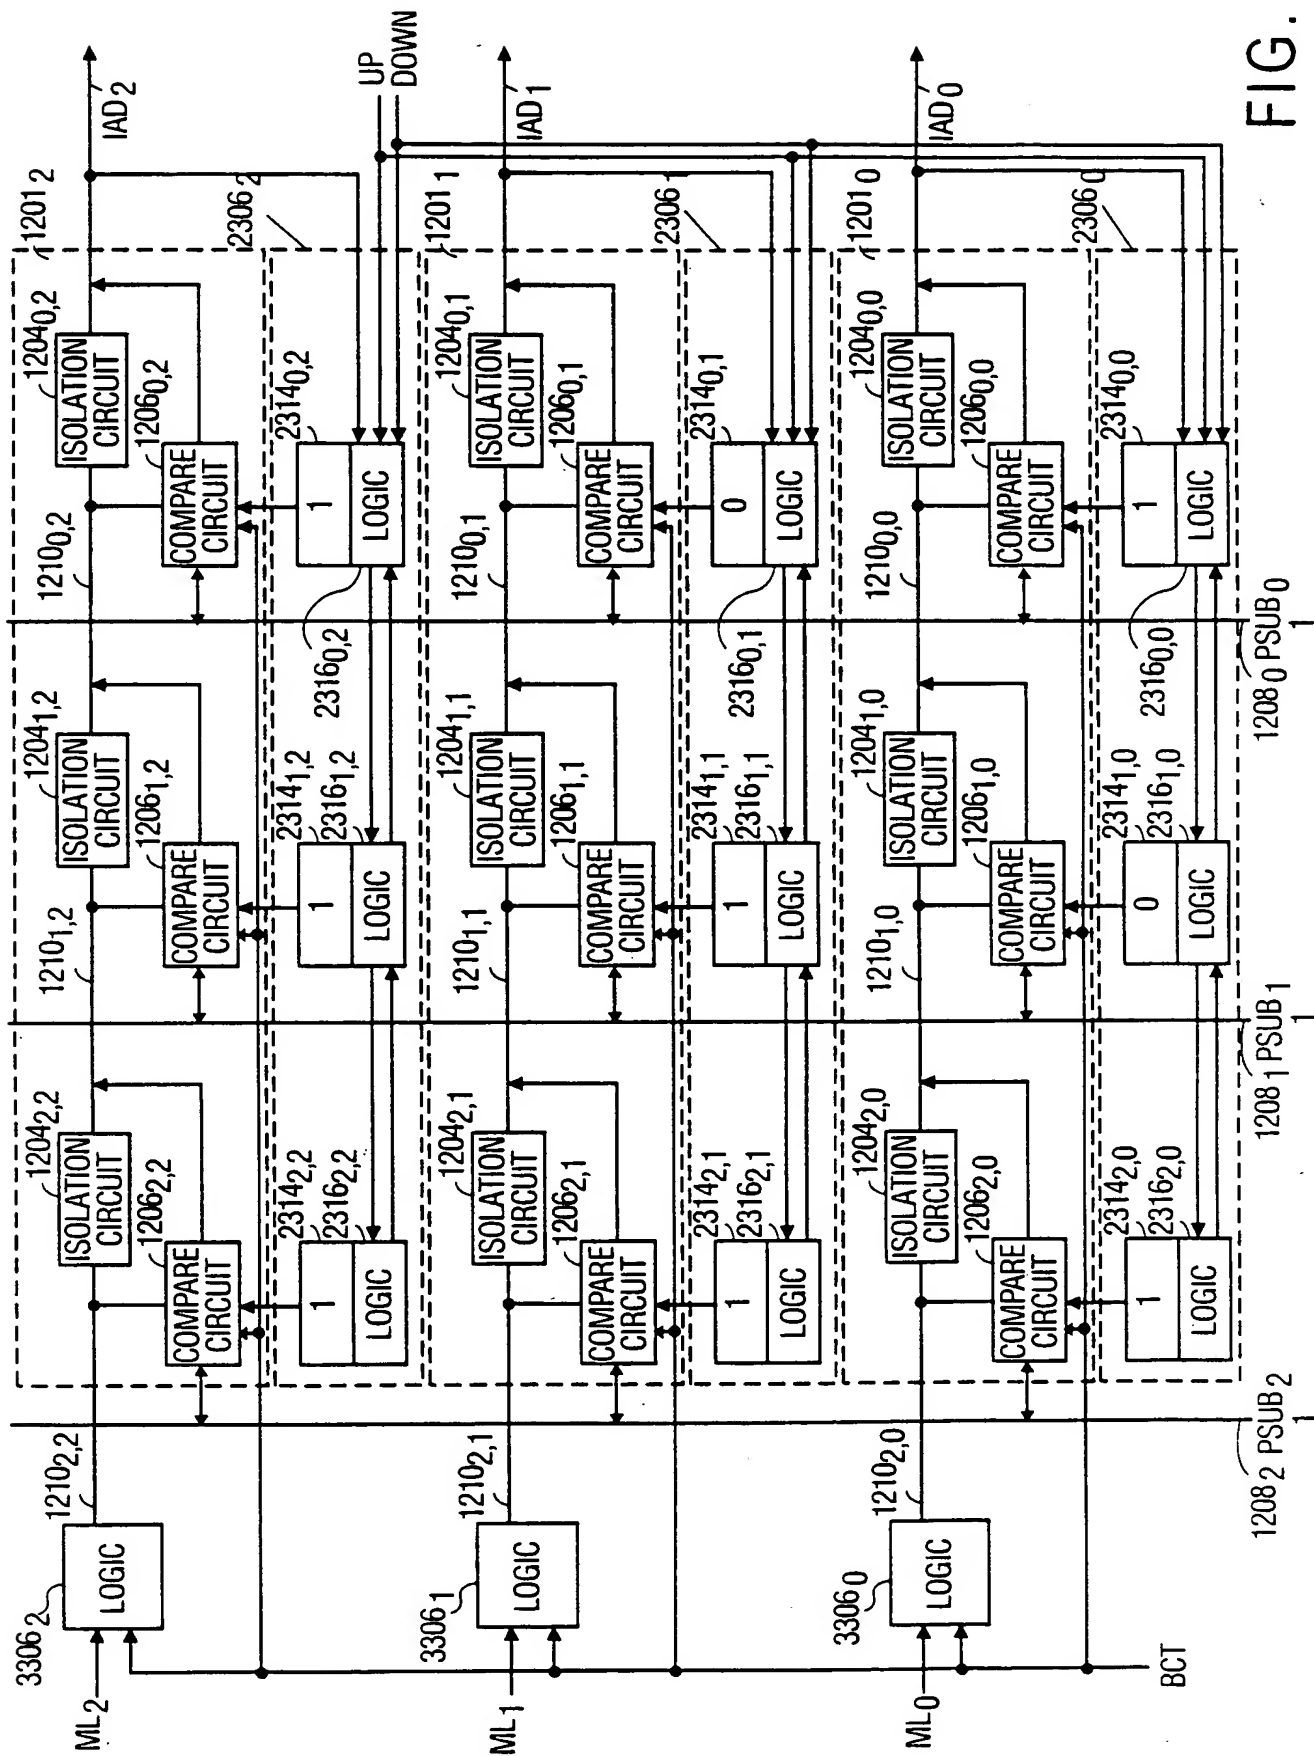 ML2
33062
LOGIC
12102,2
12042,2
ISOLATION
CIRCUIT
12062,2
COMPARE
CIRCUIT
23142,2
23162,2
1
LOGIC
12101,2
12041,2
ISOLATION
CIRCUIT
12061,2
COMPARE
CIRCUIT
23141,2
23161,2
1
LOGIC
12100,2
12040,2
ISOLATION
CIRCUIT
12060,2
COMPARE
CIRCUIT
23140,2
23160,2
1
LOGIC
12012
23062
IAD2
UP
DOWN
ML1
33061
LOGIC
12102,1
12042,1
ISOLATION
CIRCUIT
12062,1
COMPARE
CIRCUIT
23142,1
23162,1
1
LOGIC
12101,1
12041,1
ISOLATION
CIRCUIT
12061,1
COMPARE
CIRCUIT
23141,1
23161,1
1
LOGIC
12100,1
12040,1
ISOLATION
CIRCUIT
12060,1
COMPARE
CIRCUIT
23140,1
23160,1
0
LOGIC
12011
23061
IAD1
ML0
33060
LOGIC
12102,0
12042,0
ISOLATION
CIRCUIT
12062,0
COMPARE
CIRCUIT
23142,0
23162,0
1
LOGIC
12101,0
12041,0
ISOLATION
CIRCUIT
12061,0
COMPARE
CIRCUIT
23141,0
23161,0
0
LOGIC
12100,0
12040,0
ISOLATION
CIRCUIT
12060,0
COMPARE
CIRCUIT
23140,0
23160,0
1
LOGIC
12010
23060
IAD0
BCT
12082 PSUB2
1
12081 PSUB1
1
12080 PSUB0
1
FIG.